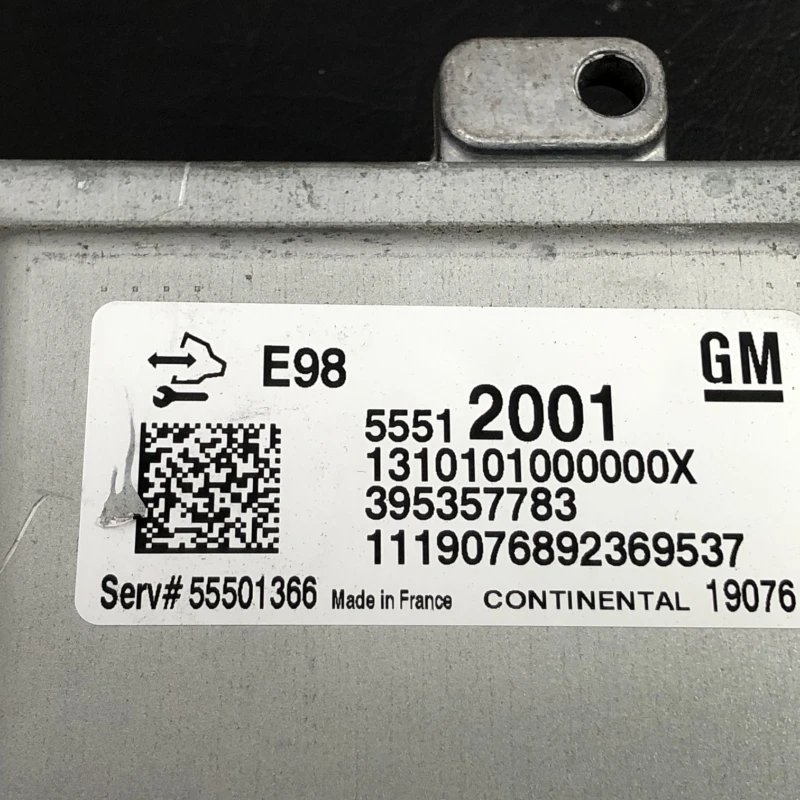 E98
GM
5551 2001
1310101000000X
395357783
1119076892369537
Serv# 55501366 Made in France CONTINENTAL 19076